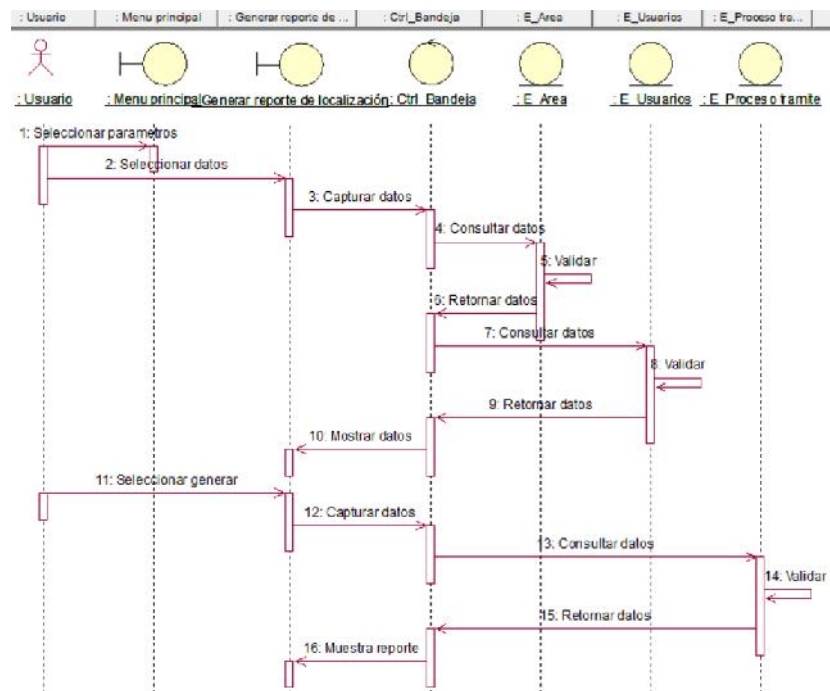 : Usuario
: Menu principal
: Generar reporte de ...
: Ctrl_Bandeja
: E_Area
: E_Usuarios
: E_Proceso tra...
: Usuario
: Menu principal
Generar reporte de localización
: Ctrl_Bandeja
: E_Area
: E_Usuarios
: E_Proceso tramite
1: Seleccionar parametros
2: Seleccionar datos
3: Capturar datos
4: Consultar datos
5: Validar
6: Retornar datos
7: Consultar datos
8: Validar
9: Retornar datos
10: Mostrar datos
11: Seleccionar generar
12: Capturar datos
13: Consultar datos
14: Validar
15: Retornar datos
16: Muestra reporte